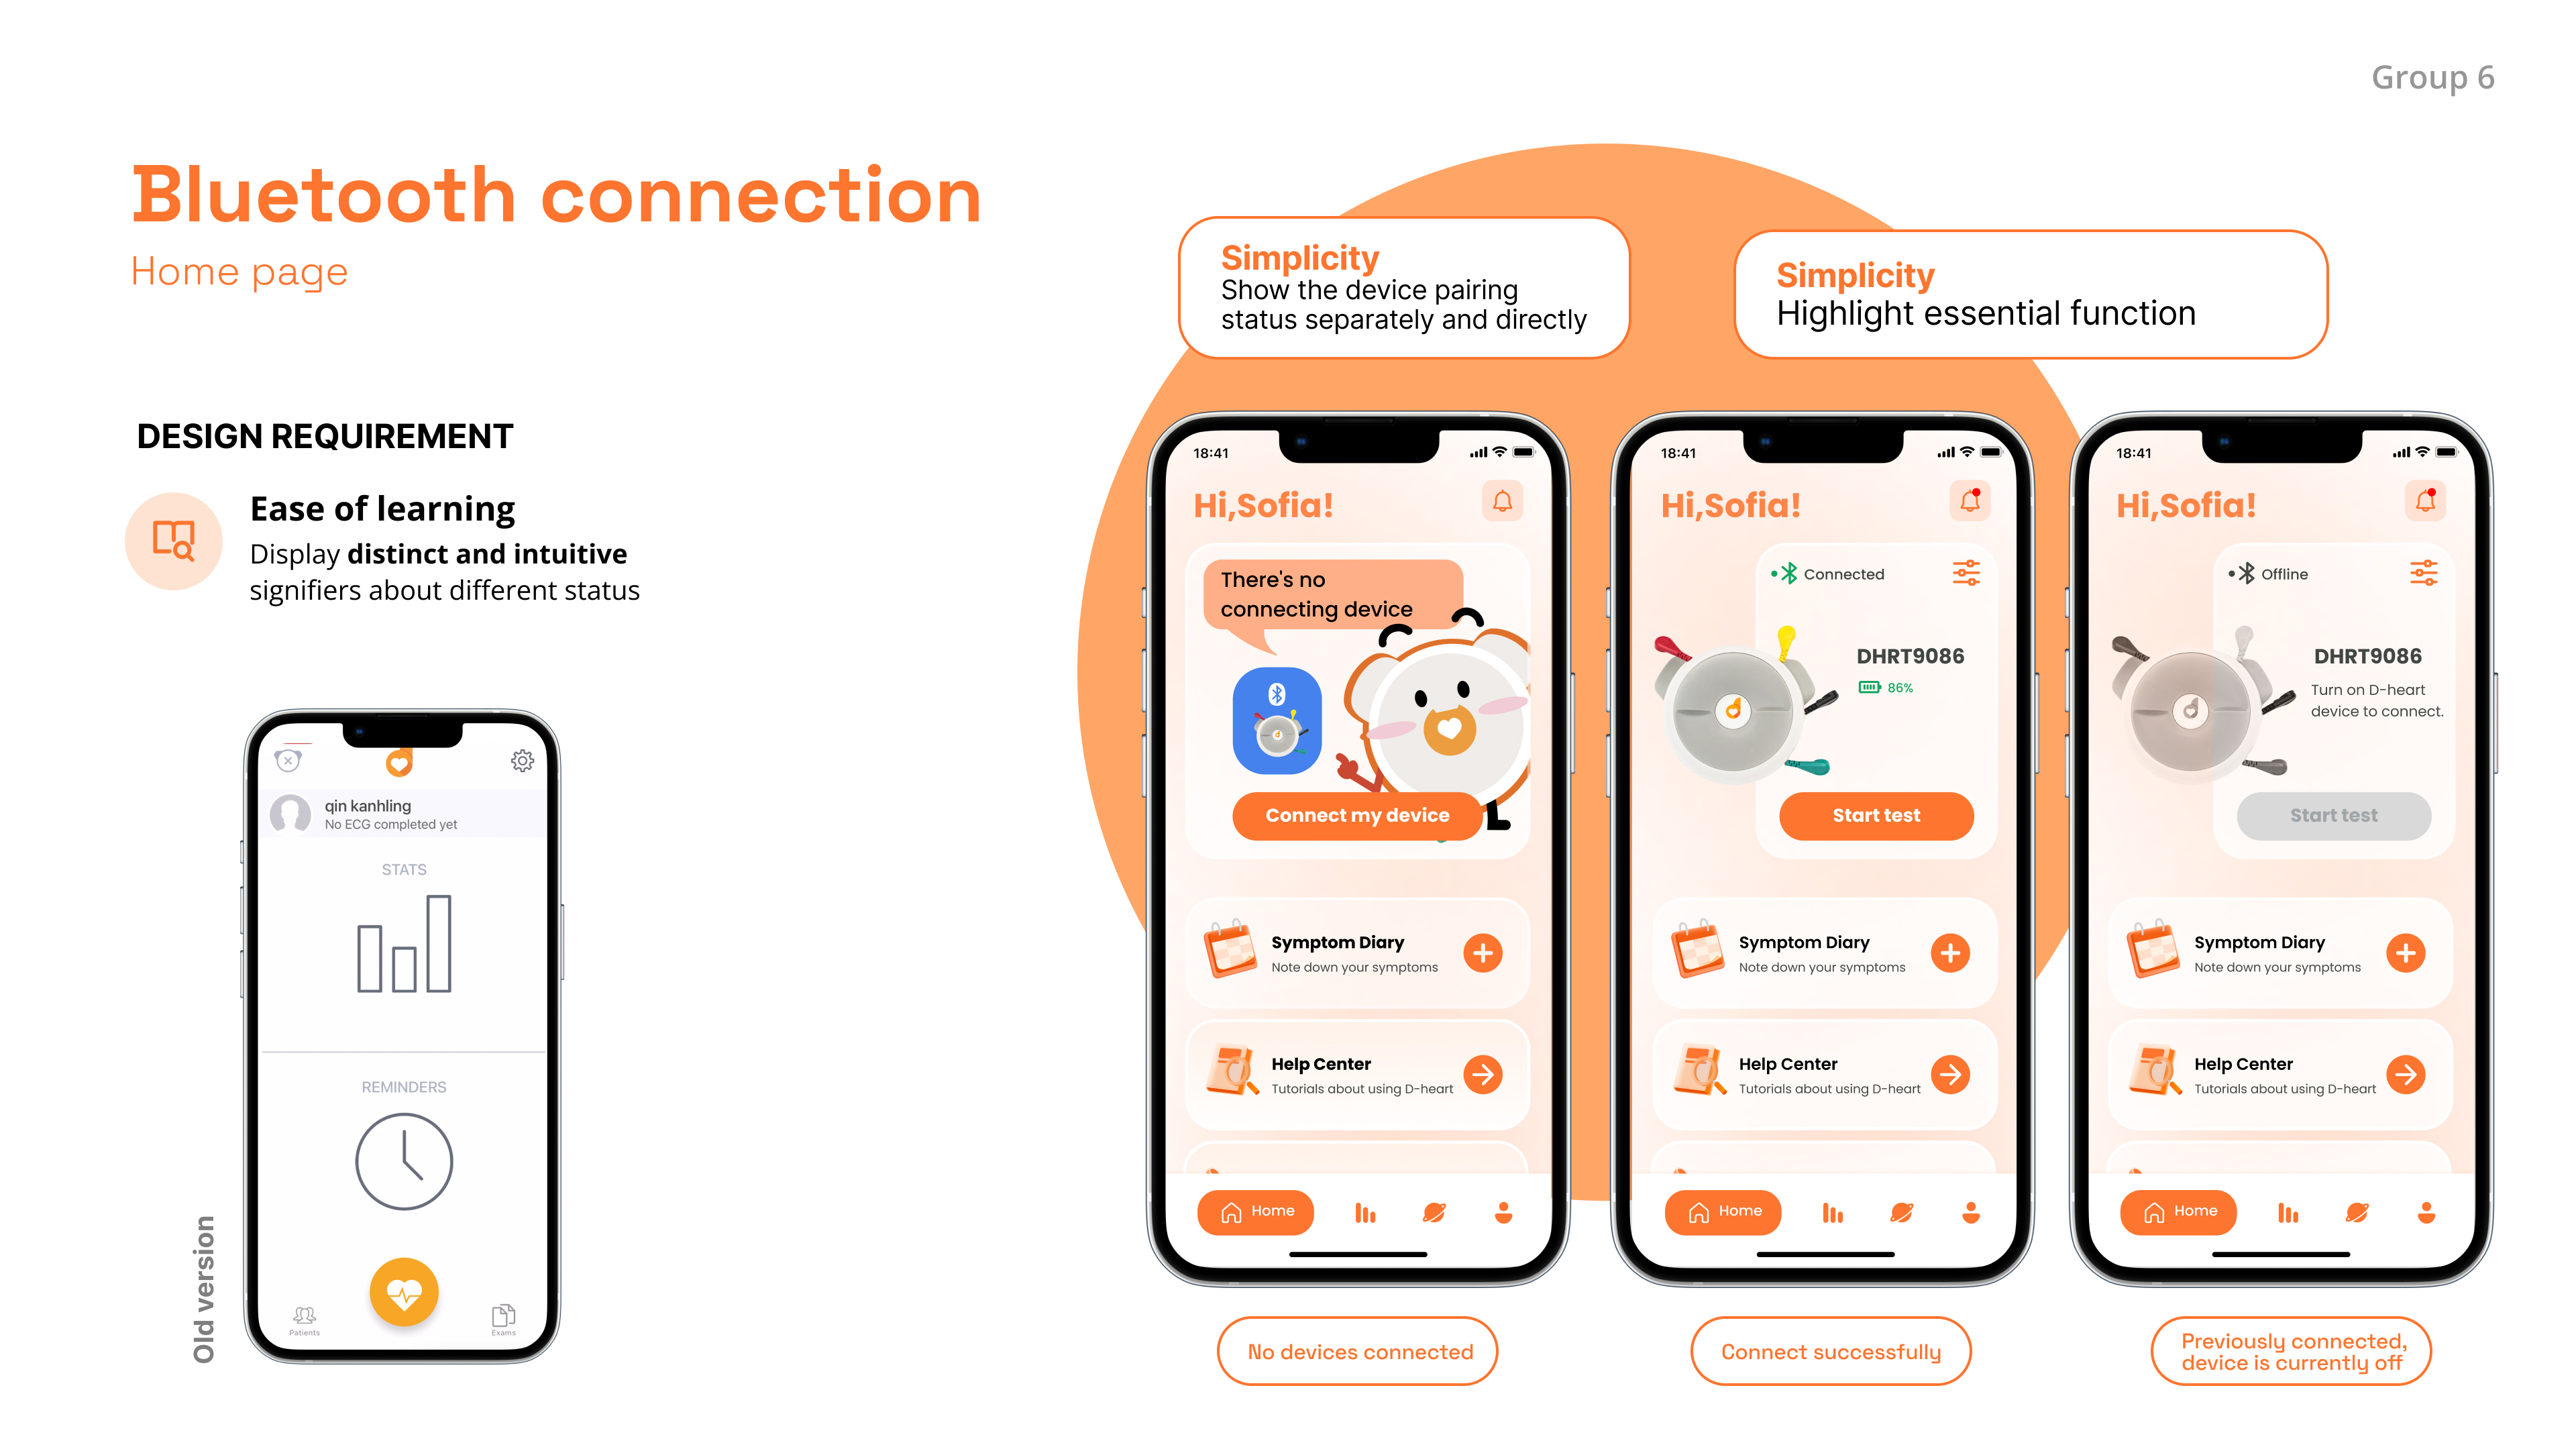 Group 6
Bluetooth connection
Home page
DESIGN REQUIREMENT
Ease of learning
Display distinct and intuitive
signifiers about different status
Old version
qin kanhling
No ECG completed yet
STATS
REMINDERS
Patients
Exams
Simplicity
Show the device pairing
status separately and directly
Simplicity
Highlight essential function
18:41
Hi,Sofia!
There's no
connecting device
Connect my device
Symptom Diary
Note down your symptoms
Help Center
Tutorials about using D-heart
Home
No devices connected
18:41
Hi,Sofia!
Connected
DHRT9086
86%
Start test
Symptom Diary
Note down your symptoms
Help Center
Tutorials about using D-heart
Home
Connect successfully
18:41
Hi,Sofia!
Offline
DHRT9086
Turn on D-heart
device to connect.
Start test
Symptom Diary
Note down your symptoms
Help Center
Tutorials about using D-heart
Home
Previously connected,
device is currently off